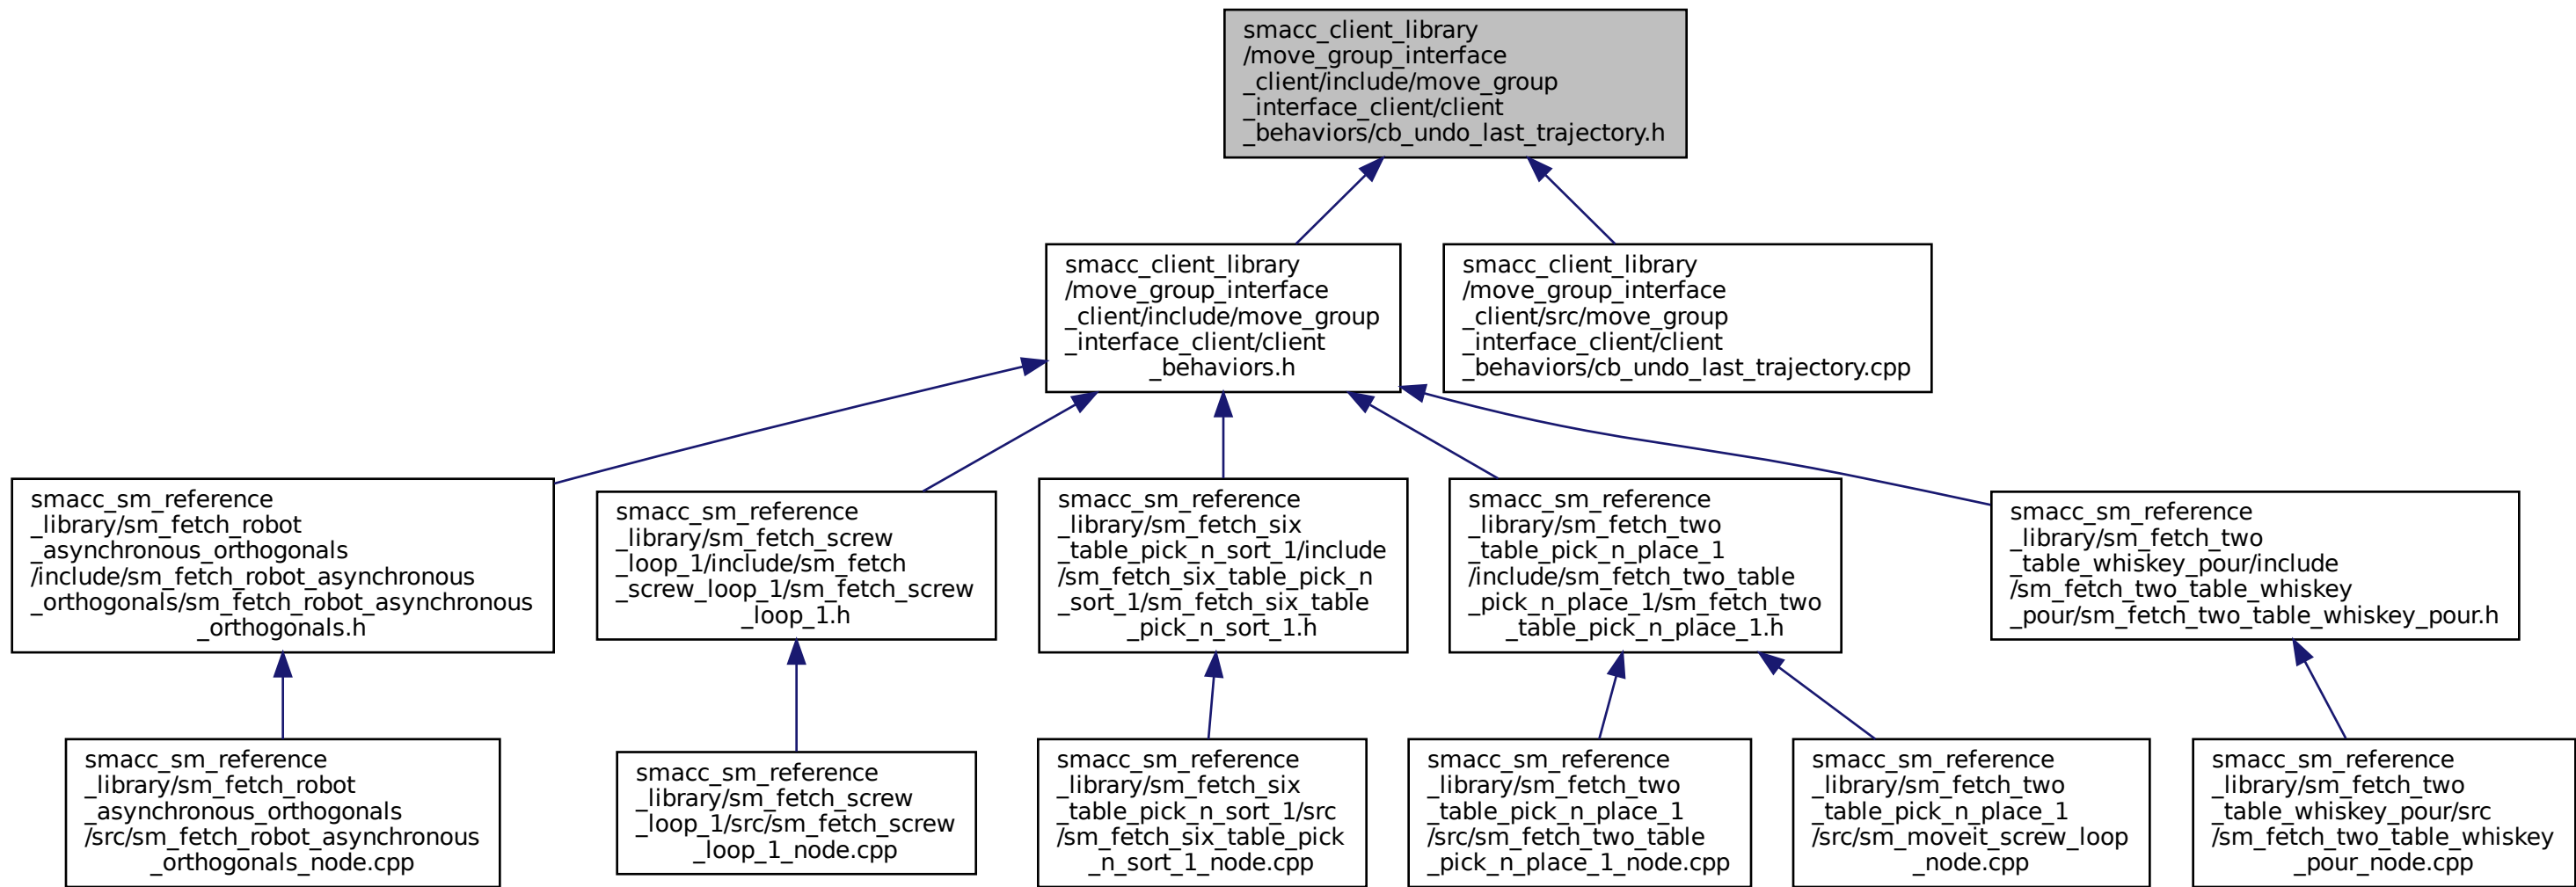 smacc_client_library
/move_group_interface
_client/include/move_group
_interface_client/client
_behaviors/cb_undo_last_trajectory.h
smacc_client_library
/move_group_interface
_client/include/move_group
_interface_client/client
_behaviors.h
smacc_client_library
/move_group_interface
_client/src/move_group
_interface_client/client
_behaviors/cb_undo_last_trajectory.cpp
smacc_sm_reference
_library/sm_fetch_robot
_asynchronous_orthogonals
/include/sm_fetch_robot_asynchronous
_orthogonals/sm_fetch_robot_asynchronous
_orthogonals.h
smacc_sm_reference
_library/sm_fetch_screw
_loop_1/include/sm_fetch
_screw_loop_1/sm_fetch_screw
_loop_1.h
smacc_sm_reference
_library/sm_fetch_six
_table_pick_n_sort_1/include
/sm_fetch_six_table_pick_n
_sort_1/sm_fetch_six_table
_pick_n_sort_1.h
smacc_sm_reference
_library/sm_fetch_two
_table_pick_n_place_1
/include/sm_fetch_two_table
_pick_n_place_1/sm_fetch_two
_table_pick_n_place_1.h
smacc_sm_reference
_library/sm_fetch_two
_table_whiskey_pour/include
/sm_fetch_two_table_whiskey
_pour/sm_fetch_two_table_whiskey_pour.h
smacc_sm_reference
_library/sm_fetch_robot
_asynchronous_orthogonals
/src/sm_fetch_robot_asynchronous
_orthogonals_node.cpp
smacc_sm_reference
_library/sm_fetch_screw
_loop_1/src/sm_fetch_screw
_loop_1_node.cpp
smacc_sm_reference
_library/sm_fetch_six
_table_pick_n_sort_1/src
/sm_fetch_six_table_pick
_n_sort_1_node.cpp
smacc_sm_reference
_library/sm_fetch_two
_table_pick_n_place_1
/src/sm_fetch_two_table
_pick_n_place_1_node.cpp
smacc_sm_reference
_library/sm_fetch_two
_table_pick_n_place_1
/src/sm_moveit_screw_loop
_node.cpp
smacc_sm_reference
_library/sm_fetch_two
_table_whiskey_pour/src
/sm_fetch_two_table_whiskey
_pour_node.cpp